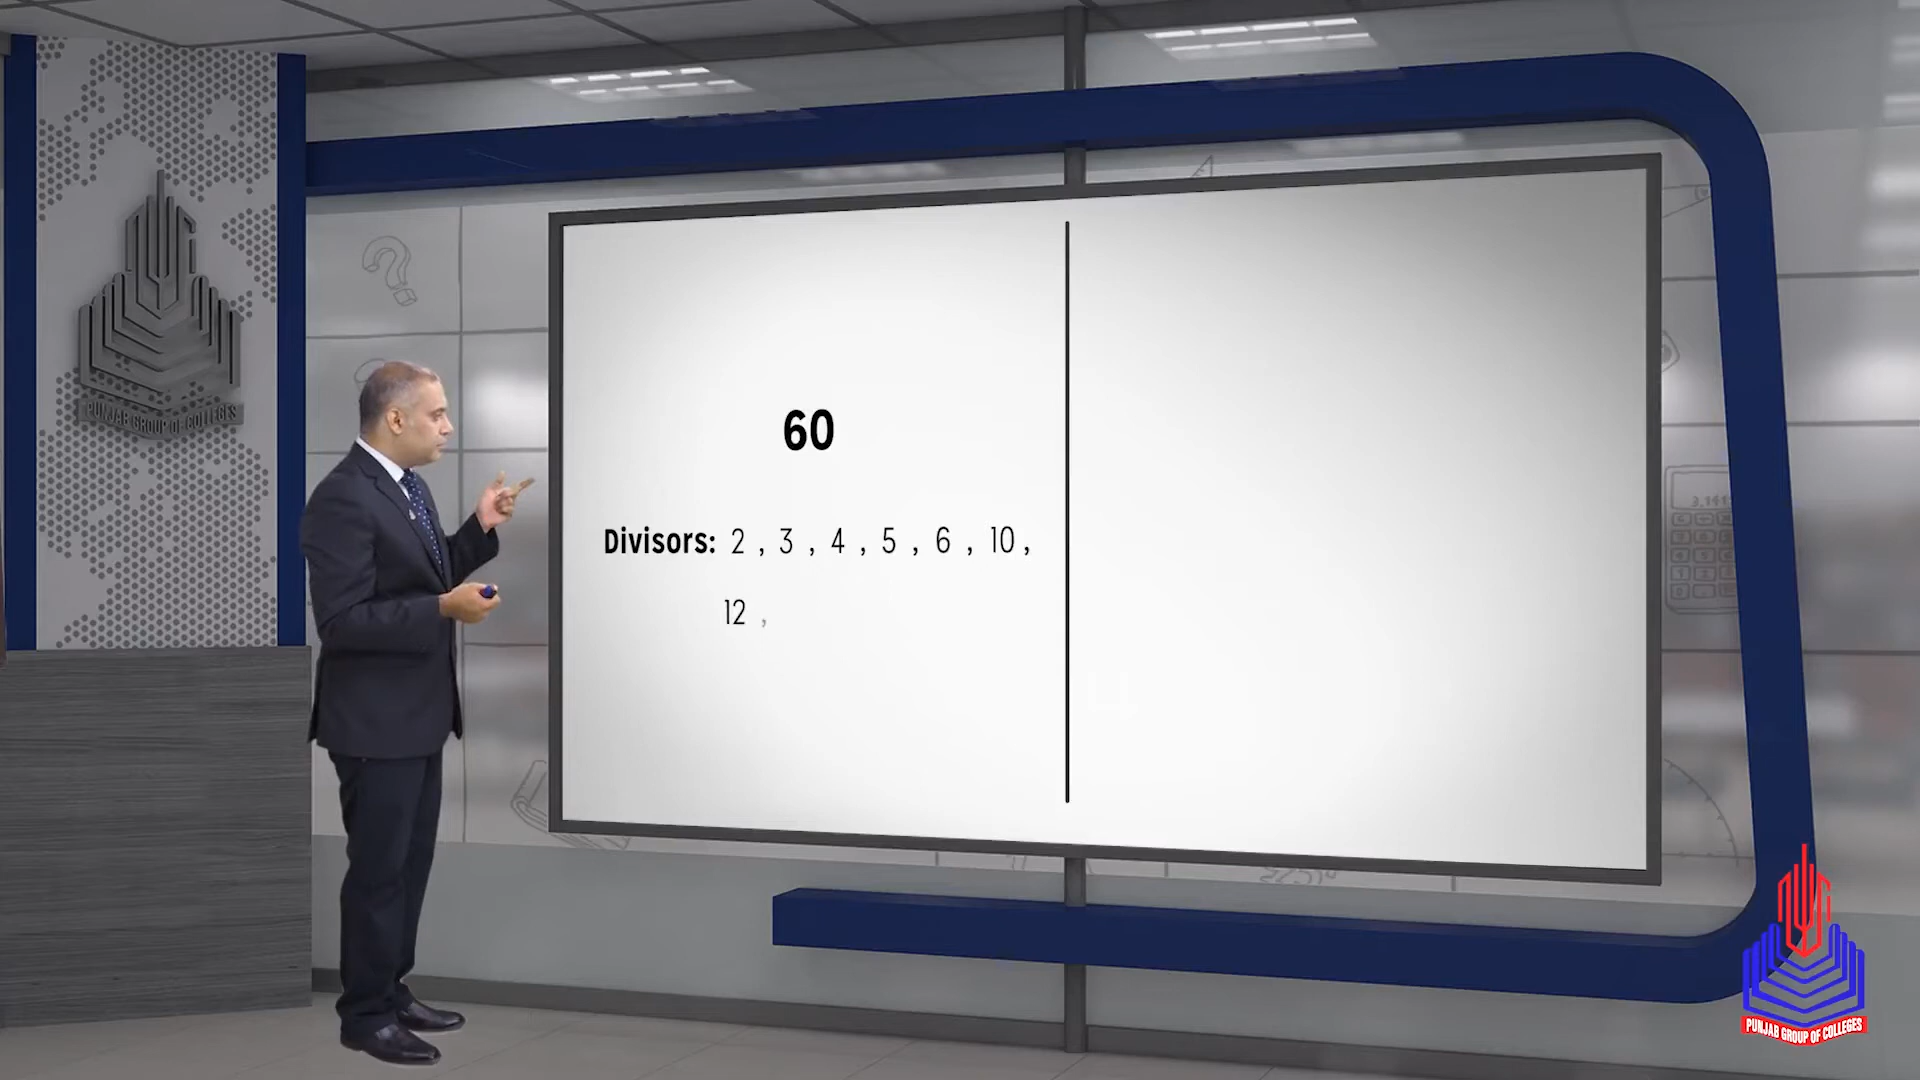 PUNJAB GROUP OF COLLEGES
60
Divisors: 2 , 3 , 4 , 5 , 6 , 10 ,
12 ,
PUNJAB GROUP OF COLLEGES